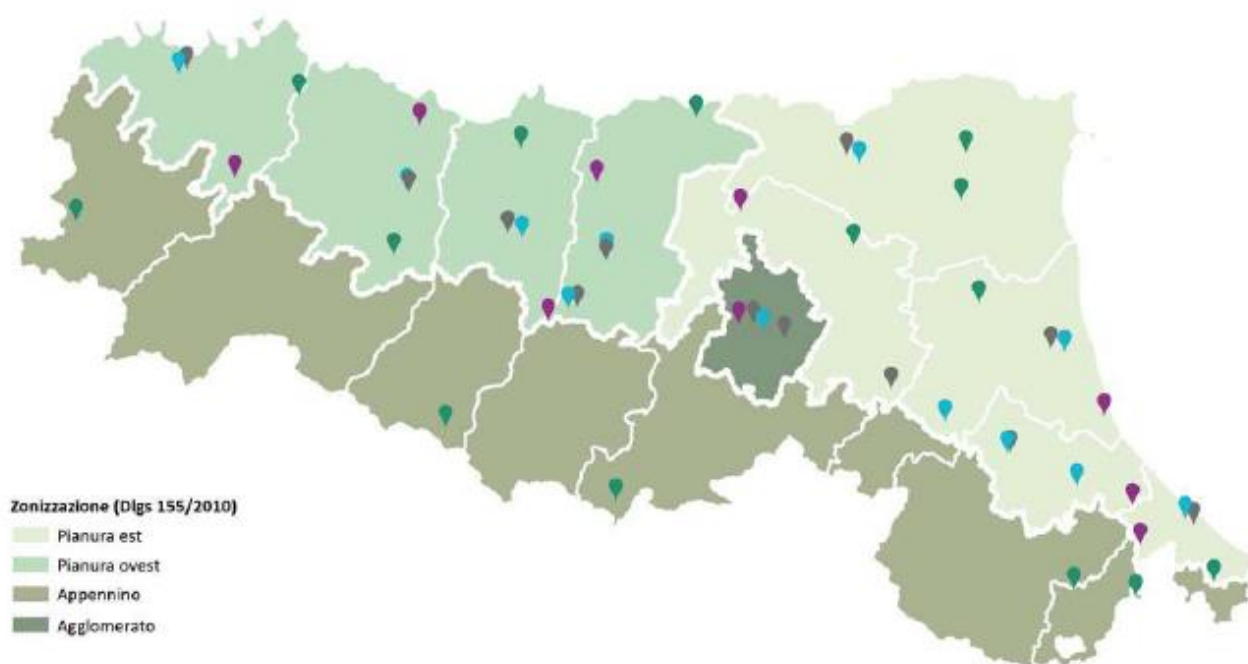 Zonizzazione (Dlgs 155/2010)
Pianura est
Pianura ovest
Appennino
Agglomerato